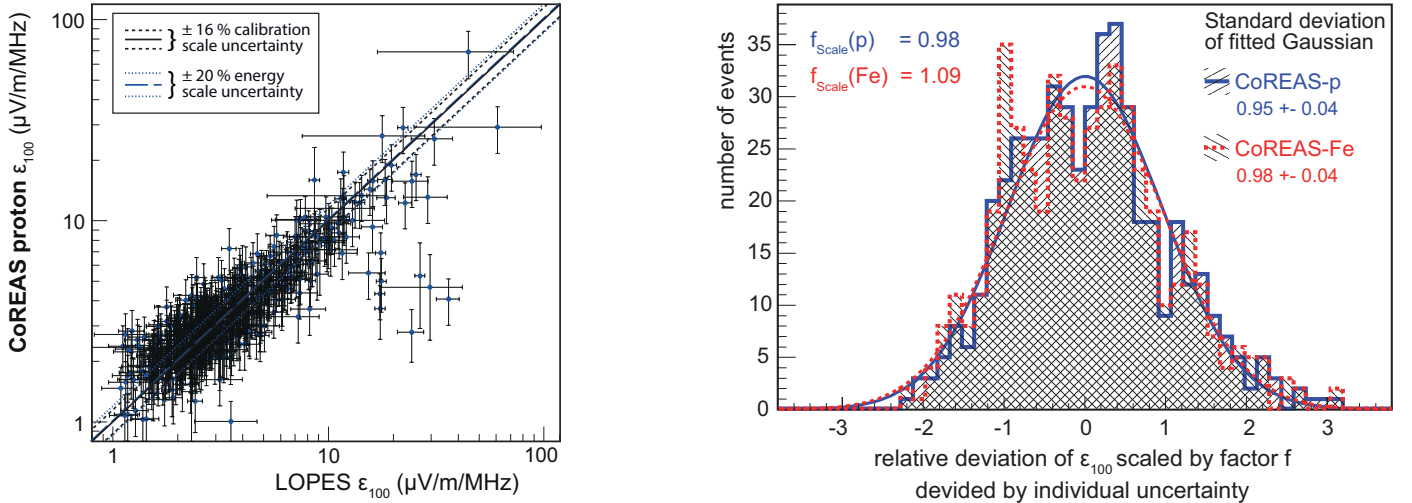 ± 16 % calibration
scale uncertainty
± 20 % energy
scale uncertainty
100
10
1
CoREAS proton ε100 (μV/m/MHz)
1
10
100
LOPES ε100 (μV/m/MHz)
fScale(p) = 0.98
fScale(Fe) = 1.09
Standard deviation
of fitted Gaussian
CoREAS-p
0.95 +- 0.04
CoREAS-Fe
0.98 +- 0.04
number of events
35
30
25
20
15
10
5
0
-3
-2
-1
0
1
2
3
relative deviation of ε100 scaled by factor f
devided by individual uncertainty